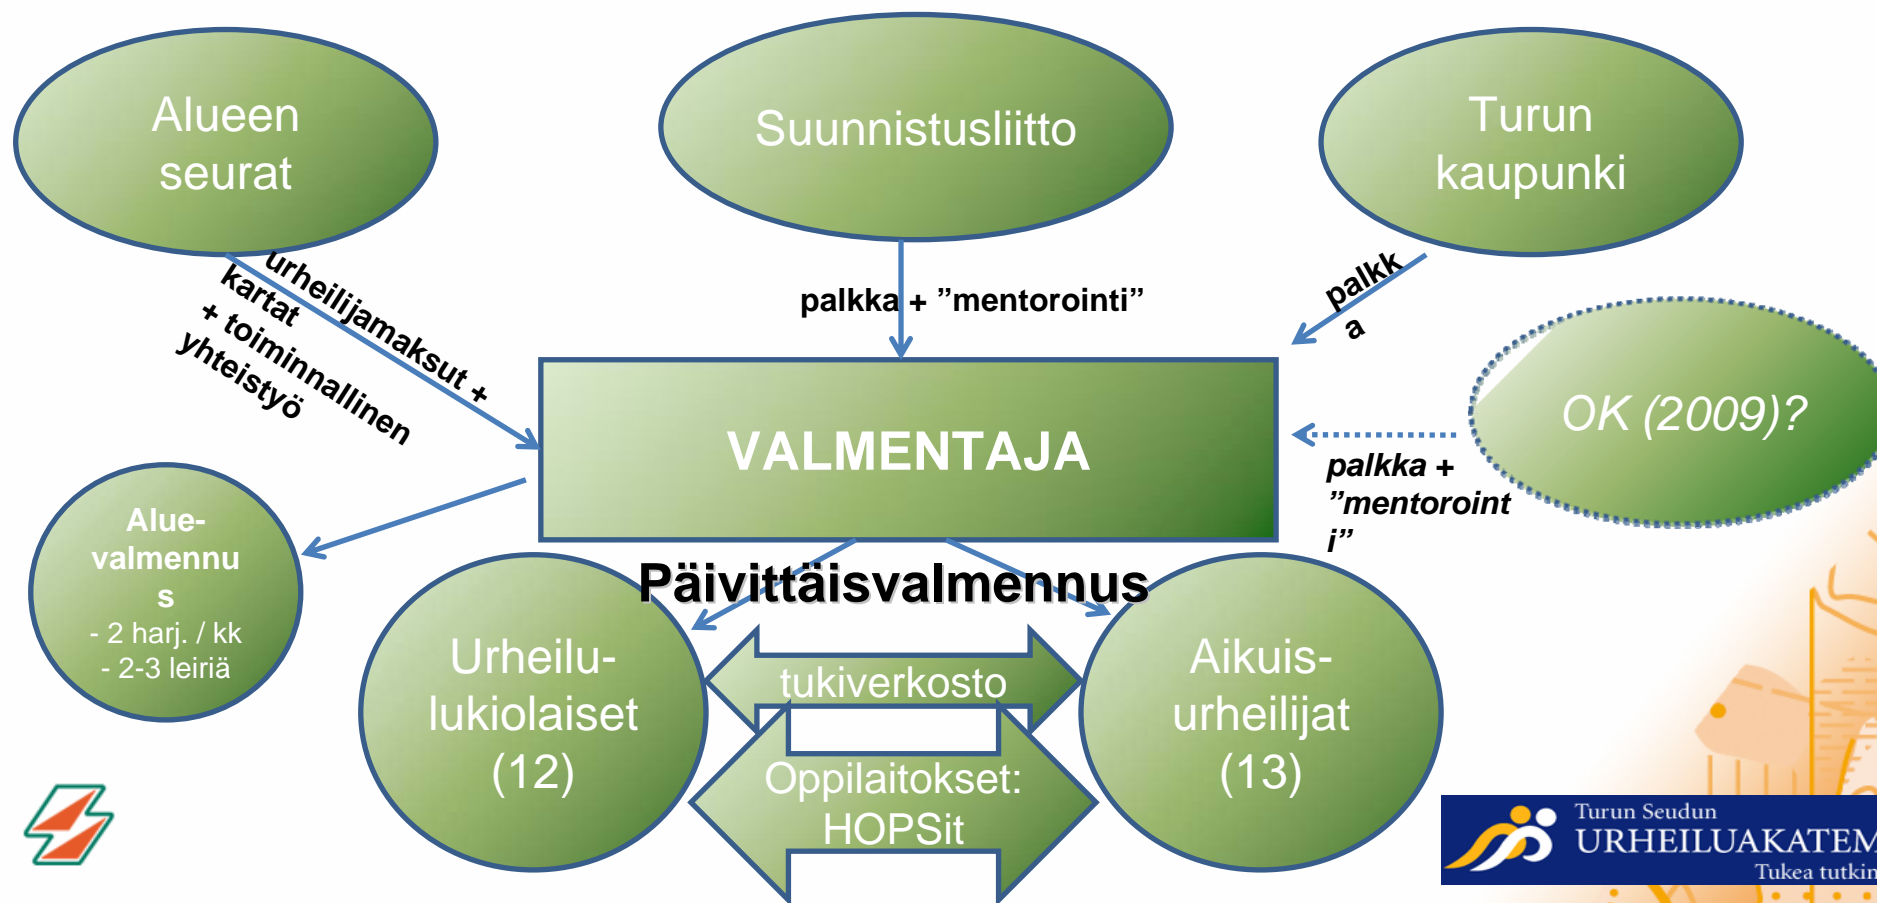 Alueen
seurat
Suunnistusliitto
Turun
kaupunki
urheilijamaksut +
kartat
+ toiminnallinen
yhteistyö
palkka + ”mentorointi”
palkk
a
OK (2009)?
VALMENTAJA
palkka +
”mentoroint
i”
Alue-
valmennu
s
- 2 harj. / kk
- 2-3 leiriä
Päivittäisvalmennus
Urheilu-
lukiolaiset
(12)
tukiverkosto
Oppilaitokset:
HOPSit
Aikuis-
urheilijat
(13)
Turun Seudun
URHEILUAKATEM
Tukea tutkin